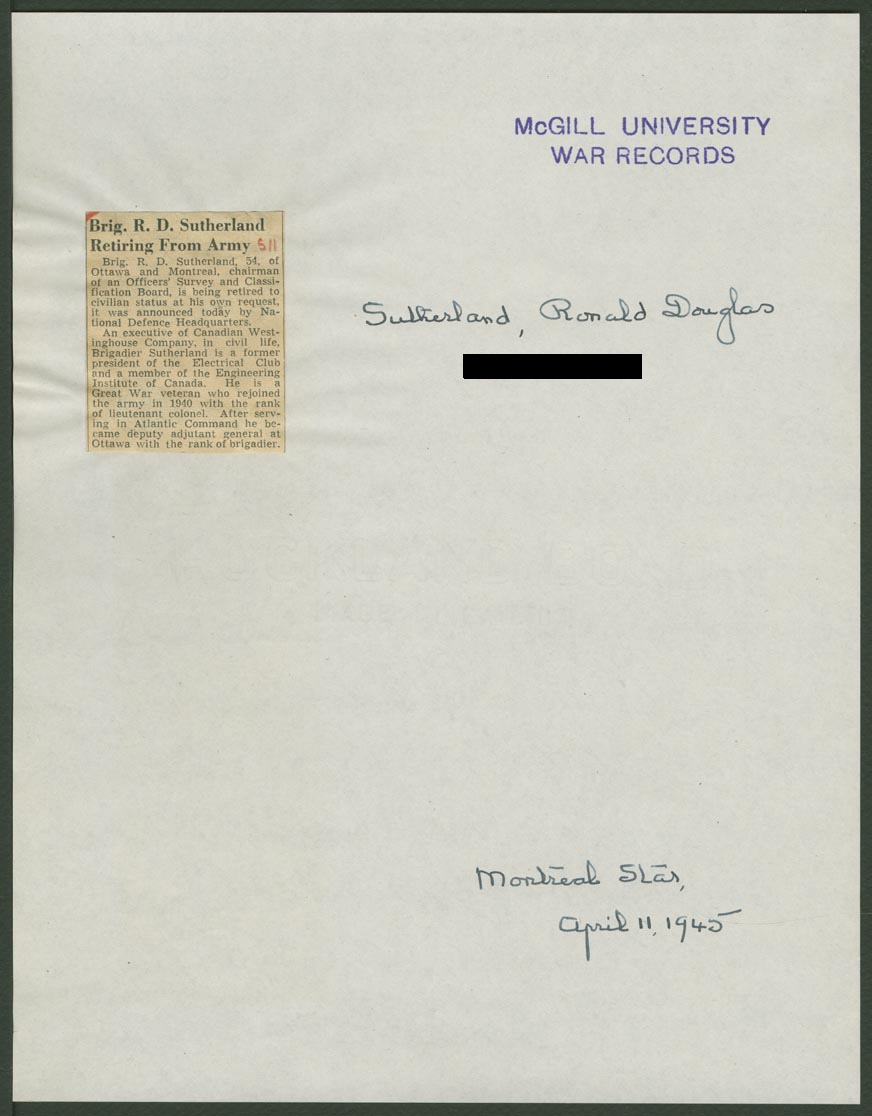 McGILL UNIVERSITY
WAR RECORDS
Brig. R. D. Sutherland
Retiring From Army 511
Brig. R. D. Sutherland, 54, of
Ottawa and Montreal, chairman
of an Officers' Survey and Classi-
fication Board, is being retired to
civilian status at his own request,
it was announced today by Na-
tional Defence Headquarters.
An executive of Canadian West-
inghouse Company, in civil life,
Brigadier Sutherland is a former
president of the Electrical Club
and a member of the Engineering
Institute of Canada. He is a
Great War veteran who rejoined
the army in 1940 with the rank
of lieutenant colonel. After serv-
ing in Atlantic Command he be-
came deputy adjutant general at
Ottawa with the rank of brigadier.
Sutherland, Ronald Douglas
Montreal Star,
April 11, 1945